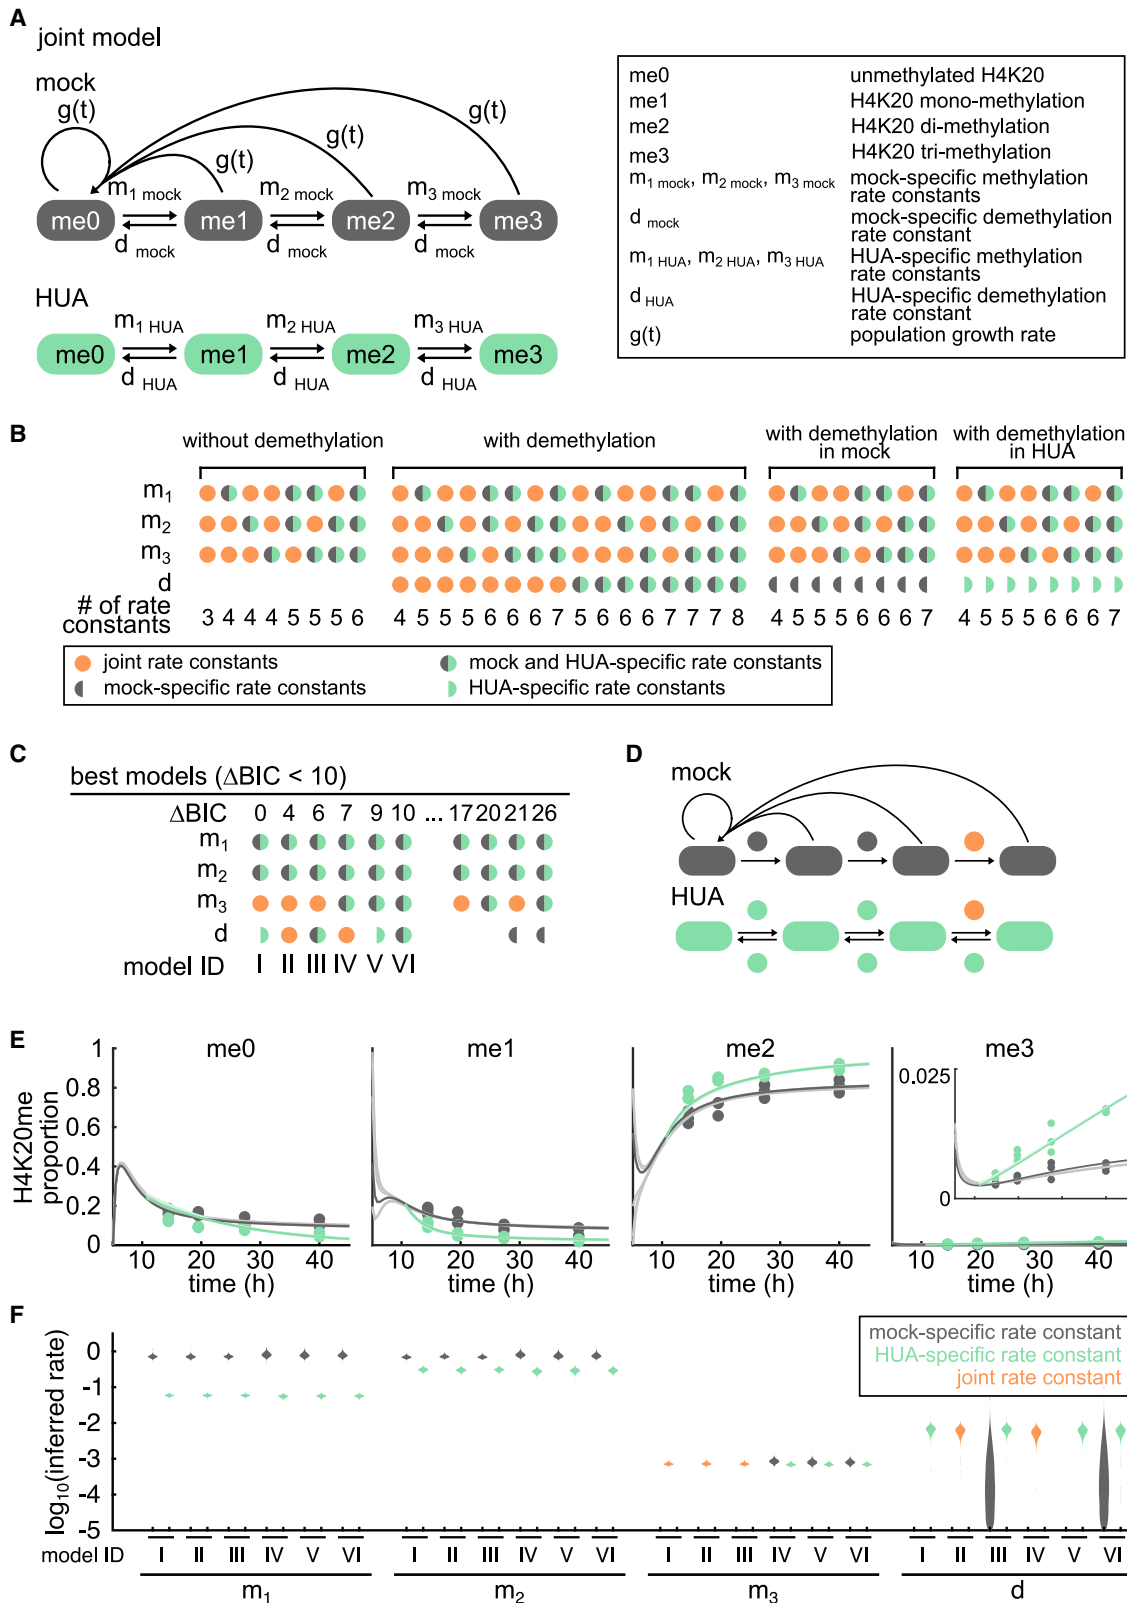 A
joint model
mock
g(t)
g(t)
g(t)
g(t)
m1 mock
m2 mock
m3 mock
me0
me1
me2
me3
d mock
d mock
d mock
HUA
m1 HUA
m2 HUA
m3 HUA
me0
me1
me2
me3
d HUA
d HUA
d HUA
me0 unmethylated H4K20
me1 H4K20 mono-methylation
me2 H4K20 di-methylation
me3 H4K20 tri-methylation
m1 mock, m2 mock, m3 mock mock-specific methylation
rate constants
d mock mock-specific demethylation
rate constant
m1 HUA, m2 HUA, m3 HUA HUA-specific methylation
rate constants
d HUA HUA-specific demethylation
rate constant
g(t) population growth rate
B
without demethylation
with demethylation
with demethylation
in mock
with demethylation
in HUA
m1
m2
m3
d
# of rate
constants
3 4 4 4 5 5 5 6
4 5 5 5 6 6 6 7 5 6 6 6 7 7 7 8
4 5 5 5 6 6 6 7
4 5 5 5 6 6 6 7
joint rate constants
mock and HUA-specific rate constants
mock-specific rate constants
HUA-specific rate constants
C
best models (ΔBIC < 10)
ΔBIC 0 4 6 7 9 10 ... 17 20 21 26
m1
m2
m3
d
model ID I II III IV V VI
D
mock
HUA
E
me0
me1
me2
me3
H4K20me
proportion
1
0.8
0.6
0.4
0.2
0
0.025
0
10 20 30 40
10 20 30 40
10 20 30 40
10 20 30 40
time (h)
time (h)
time (h)
time (h)
F
mock-specific rate constant
HUA-specific rate constant
joint rate constant
log10(inferred rate)
0
-1
-2
-3
-4
-5
model ID I II III IV V VI I II III IV V VI I II III IV V VI I II III IV V VI
m1
m2
m3
d